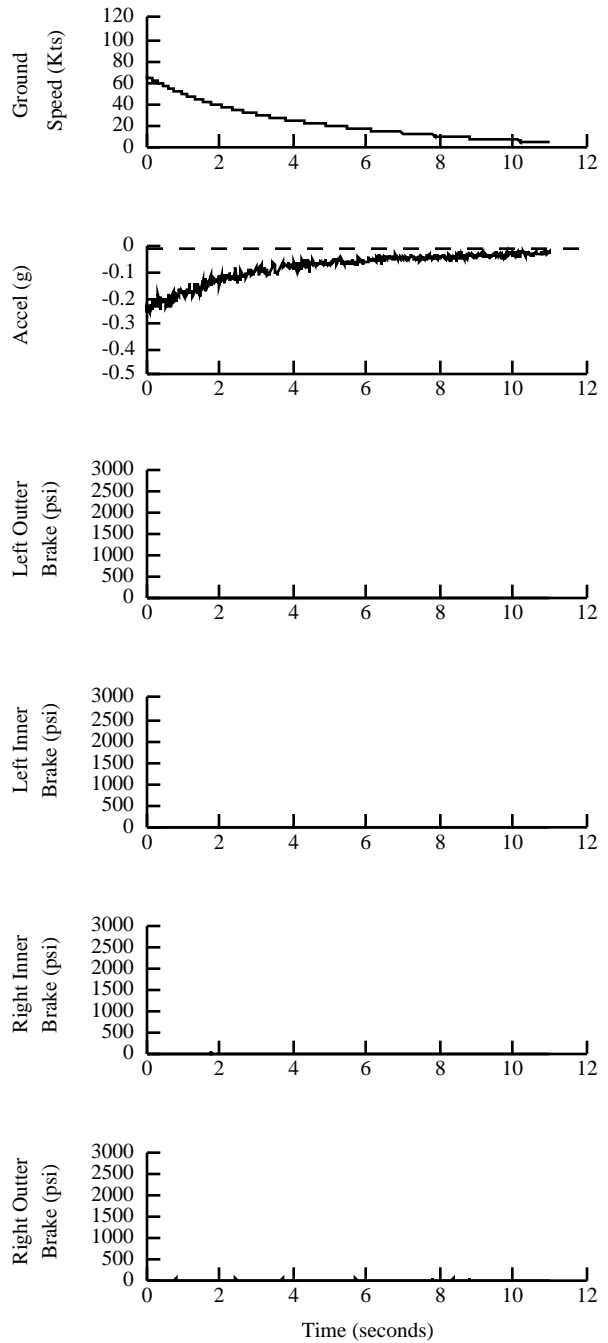 Ground
Speed (Kts)
120
100
80
60
40
20
0
0 2 4 6 8 10 12
Accel (g)
0
-0.1
-0.2
-0.3
-0.4
-0.5
0 2 4 6 8 10 12
Left Outter
Brake (psi)
3000
2500
2000
1500
1000
500
0
0 2 4 6 8 10 12
Left Inner
Brake (psi)
3000
2500
2000
1500
1000
500
0
0 2 4 6 8 10 12
Right Inner
Brake (psi)
3000
2500
2000
1500
1000
500
0
0 2 4 6 8 10 12
Right Outter
Brake (psi)
3000
2500
2000
1500
1000
500
0
0 2 4 6 8 10 12
Time (seconds)